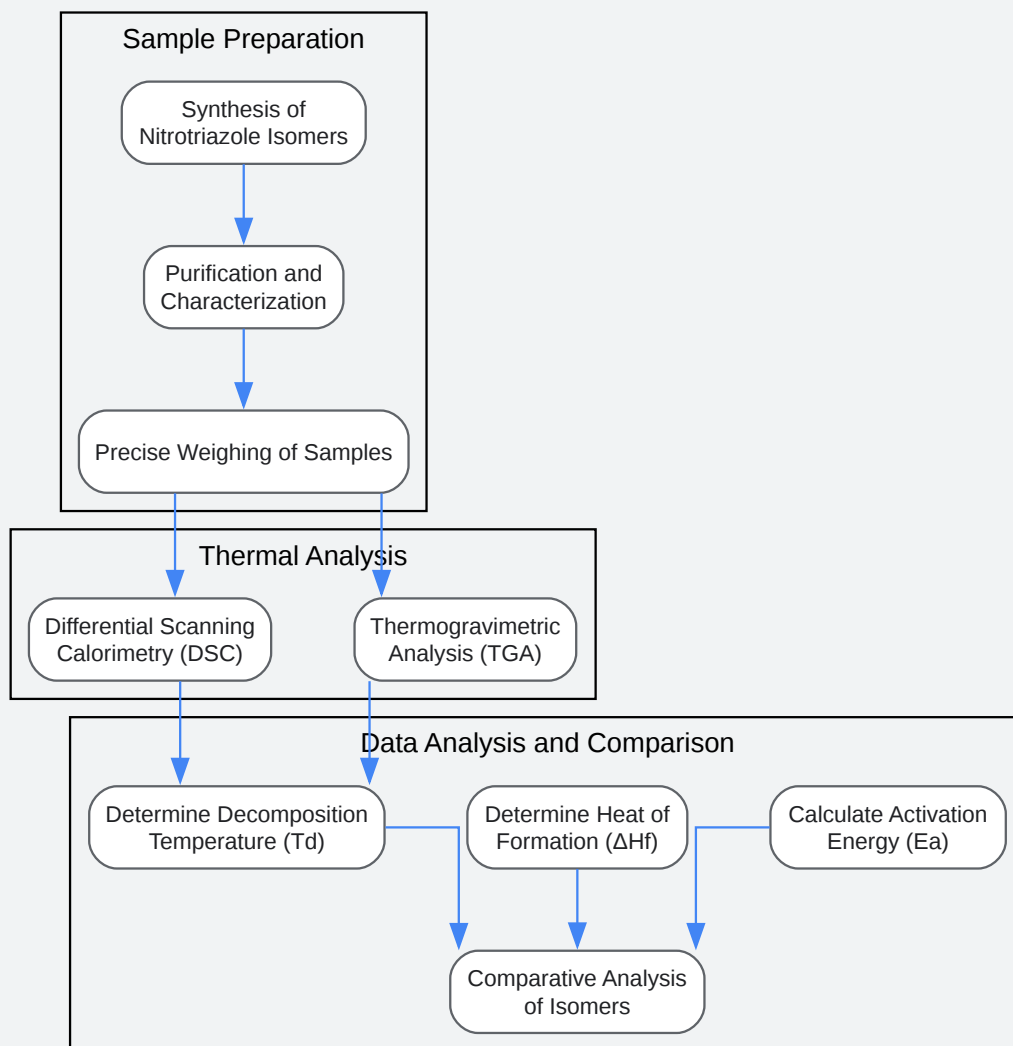 Sample Preparation
Synthesis of
Nitrotriazole Isomers
Purification and
Characterization
Precise Weighing of Samples
Thermal Analysis
Differential Scanning
Calorimetry (DSC)
Thermogravimetric
Analysis (TGA)
Data Analysis and Comparison
Determine Decomposition
Temperature (Td)
Determine Heat of
Formation (ΔHf)
Calculate Activation
Energy (Ea)
Comparative Analysis
of Isomers